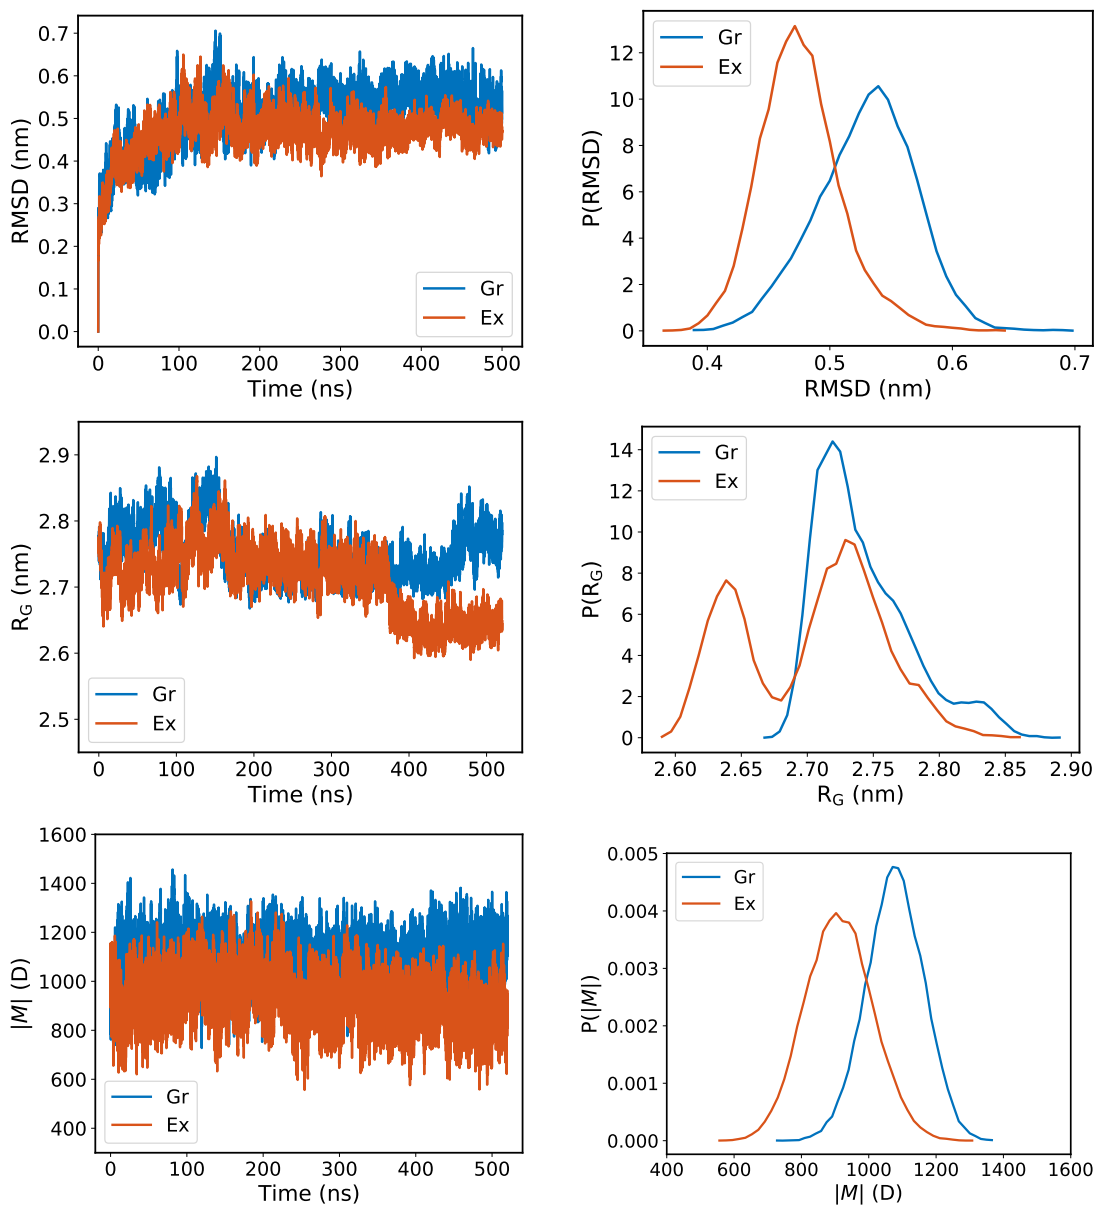 0.7
0.6
0.5
0.4
0.3
0.2
0.1
0.0
RMSD (nm)
Gr
Ex
0 100 200 300 400 500
Time (ns)
12
10
8
6
4
2
0
P(RMSD)
Gr
Ex
0.4 0.5 0.6 0.7
RMSD (nm)
2.9
2.8
2.7
2.6
2.5
R_G (nm)
Gr
Ex
0 100 200 300 400 500
Time (ns)
14
12
10
8
6
4
2
0
P(R_G)
Gr
Ex
2.60 2.65 2.70 2.75 2.80 2.85 2.90
R_G (nm)
1600
1400
1200
1000
800
600
400
|M| (D)
Gr
Ex
0 100 200 300 400 500
Time (ns)
0.005
0.004
0.003
0.002
0.001
0.000
P(|M|)
Gr
Ex
400 600 800 1000 1200 1400 1600
|M| (D)